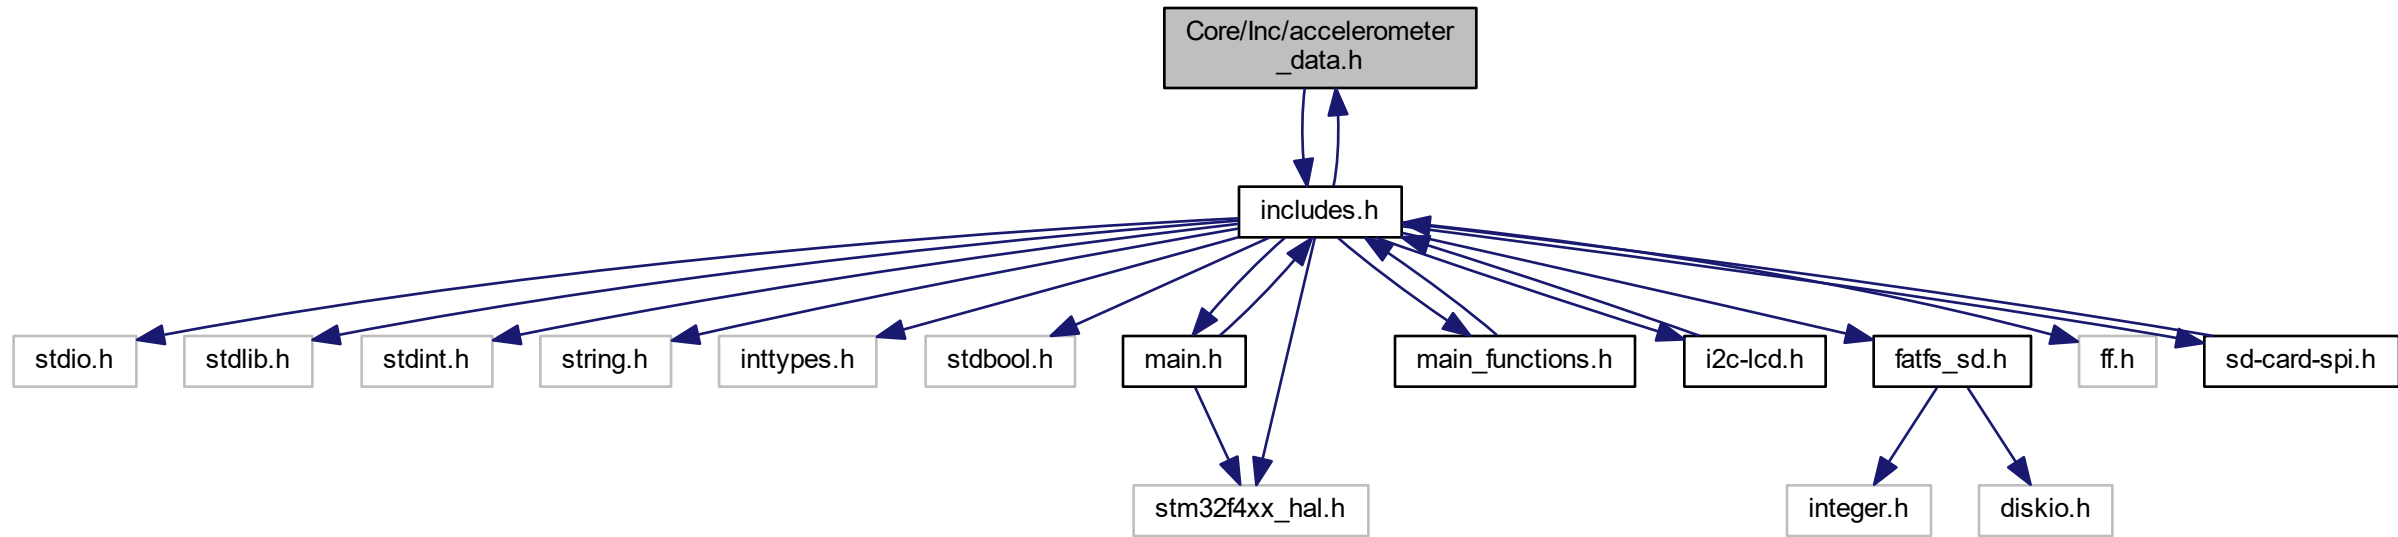 Core/Inc/accelerometer
_data.h
includes.h
stdio.h
stdlib.h
stdint.h
string.h
inttypes.h
stdbool.h
main.h
main_functions.h
i2c-lcd.h
fatfs_sd.h
ff.h
sd-card-spi.h
stm32f4xx_hal.h
integer.h
diskio.h